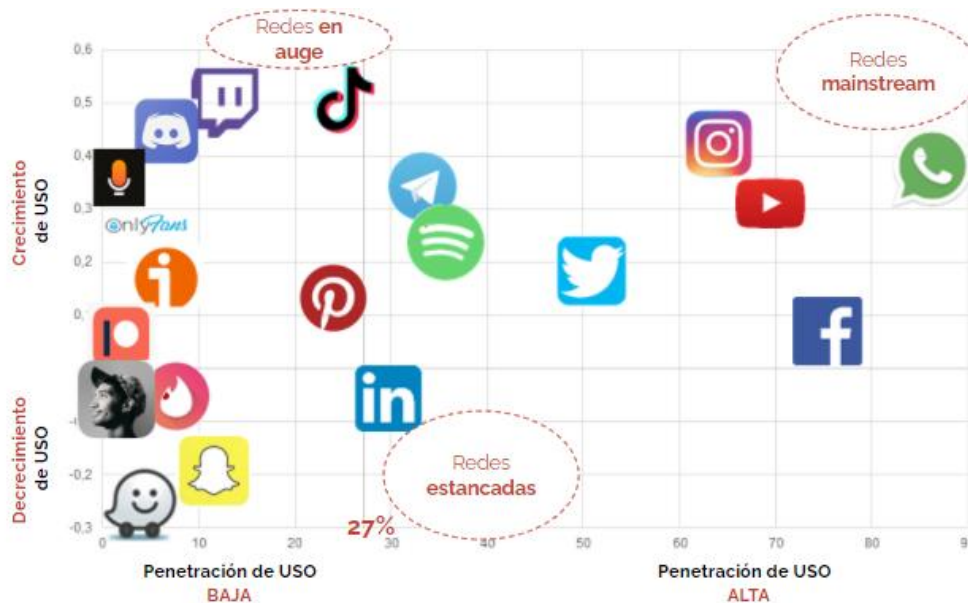 Redes en
auge
Redes
mainstream
0,6
0,5
0,4
0,3
0,2
0,
-0,2
-0,3
Crecimiento
de USO
Decrecimiento
de USO
OnlyFans
in
f
Redes
estancadas
27%
0
10
20
30
40
50
60
70
80
9
Penetración de USO
BAJA
Penetración de USO
ALTA